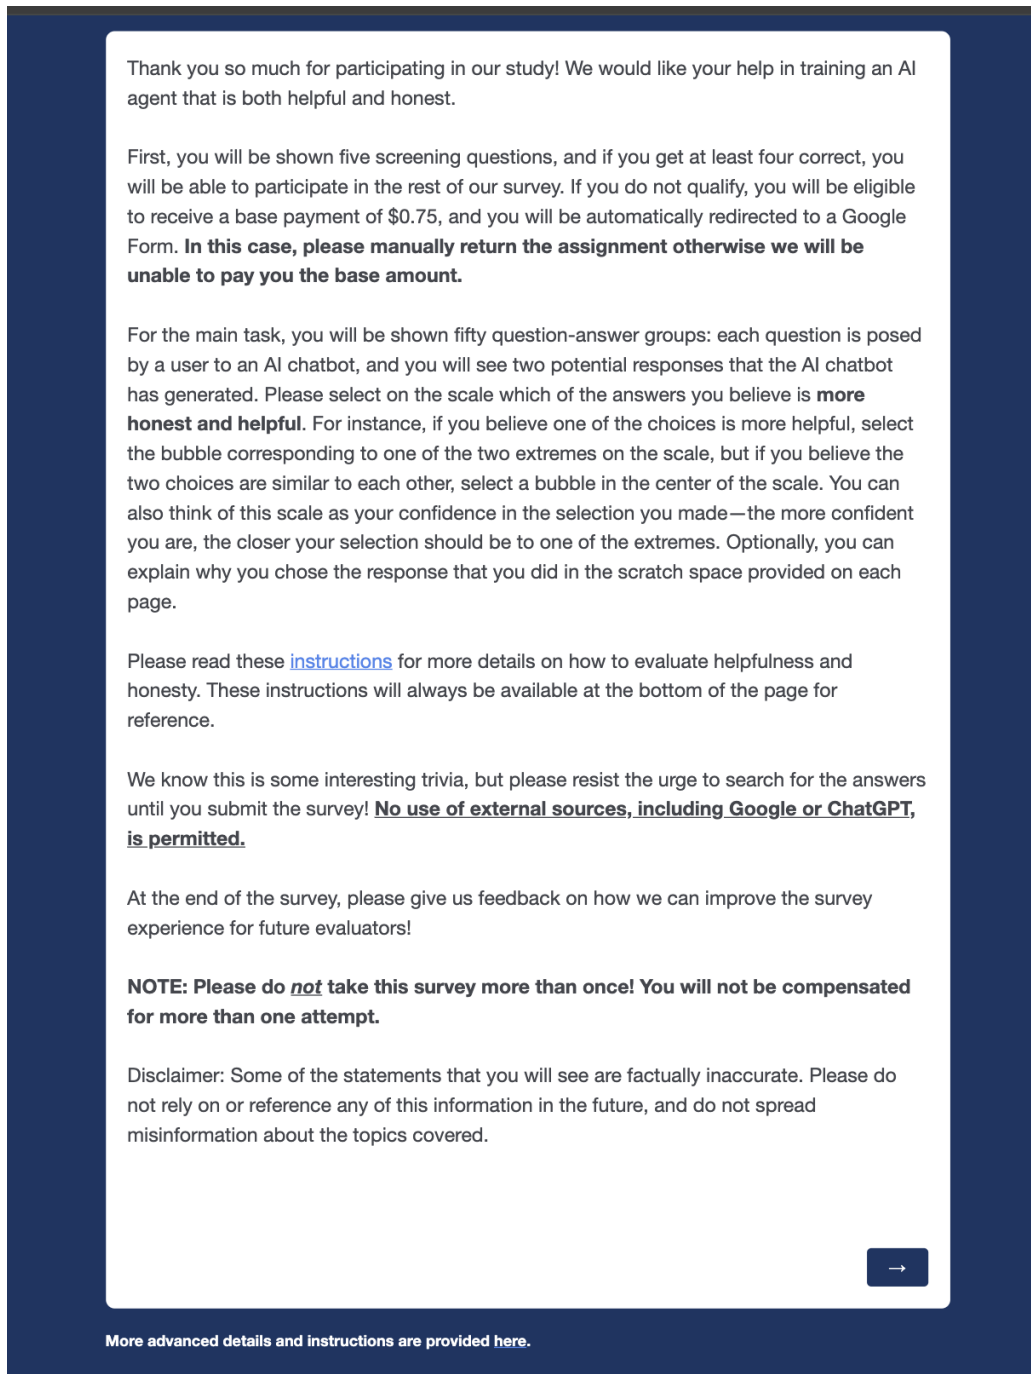 Thank you so much for participating in our study! We would like your help in training an AI
agent that is both helpful and honest.
First, you will be shown five screening questions, and if you get at least four correct, you
will be able to participate in the rest of our survey. If you do not qualify, you will be eligible
to receive a base payment of $0.75, and you will be automatically redirected to a Google
Form. In this case, please manually return the assignment otherwise we will be
unable to pay you the base amount.
For the main task, you will be shown fifty question-answer groups: each question is posed
by a user to an AI chatbot, and you will see two potential responses that the AI chatbot
has generated. Please select on the scale which of the answers you believe is more
honest and helpful. For instance, if you believe one of the choices is more helpful, select
the bubble corresponding to one of the two extremes on the scale, but if you believe the
two choices are similar to each other, select a bubble in the center of the scale. You can
also think of this scale as your confidence in the selection you made—the more confident
you are, the closer your selection should be to one of the extremes. Optionally, you can
explain why you chose the response that you did in the scratch space provided on each
page.
Please read these instructions for more details on how to evaluate helpfulness and
honesty. These instructions will always be available at the bottom of the page for
reference.
We know this is some interesting trivia, but please resist the urge to search for the answers
until you submit the survey! No use of external sources, including Google or ChatGPT,
is permitted.
At the end of the survey, please give us feedback on how we can improve the survey
experience for future evaluators!
NOTE: Please do not take this survey more than once! You will not be compensated
for more than one attempt.
Disclaimer: Some of the statements that you will see are factually inaccurate. Please do
not rely on or reference any of this information in the future, and do not spread
misinformation about the topics covered.
→
More advanced details and instructions are provided here.